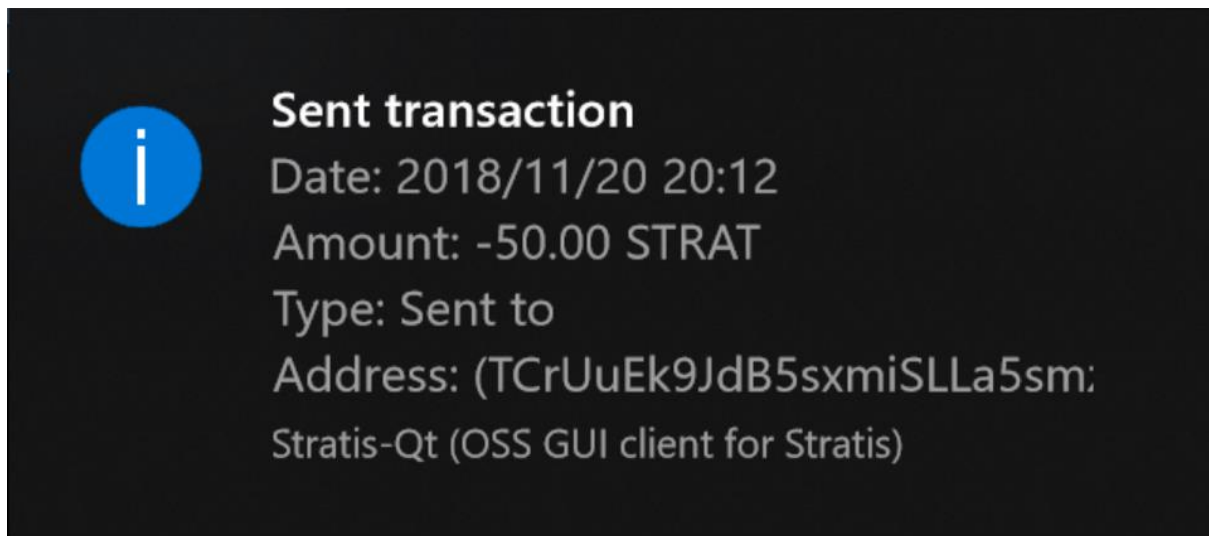 Sent transaction
Date: 2018/11/20 20:12
Amount: -50.00 STRAT
Type: Sent to
Address: (TCrUuEk9JdB5sxmiSLLa5sm
Stratis-Qt (OSS GUI client for Stratis)